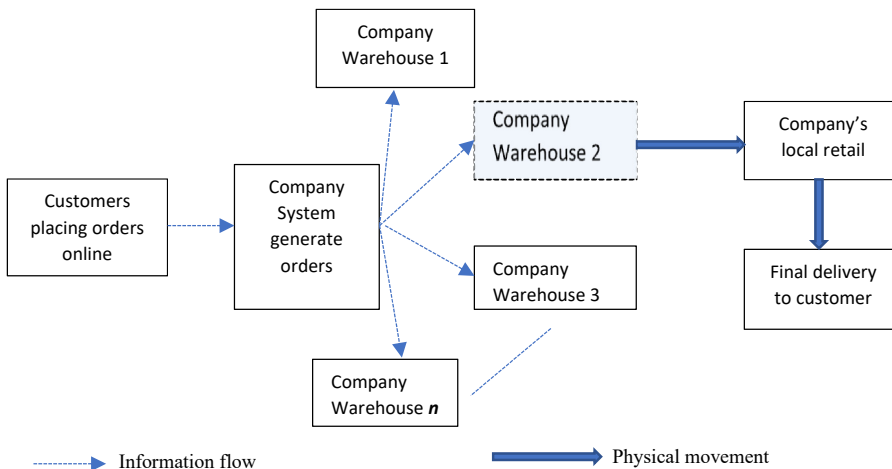 Company
Warehouse 1
Company
Warehouse 2
Company's
local retail
Customers
placing orders
online
Company
System
generate
orders
Company
Warehouse 3
Final delivery
to customer
Company
Warehouse n
Information flow
Physical movement